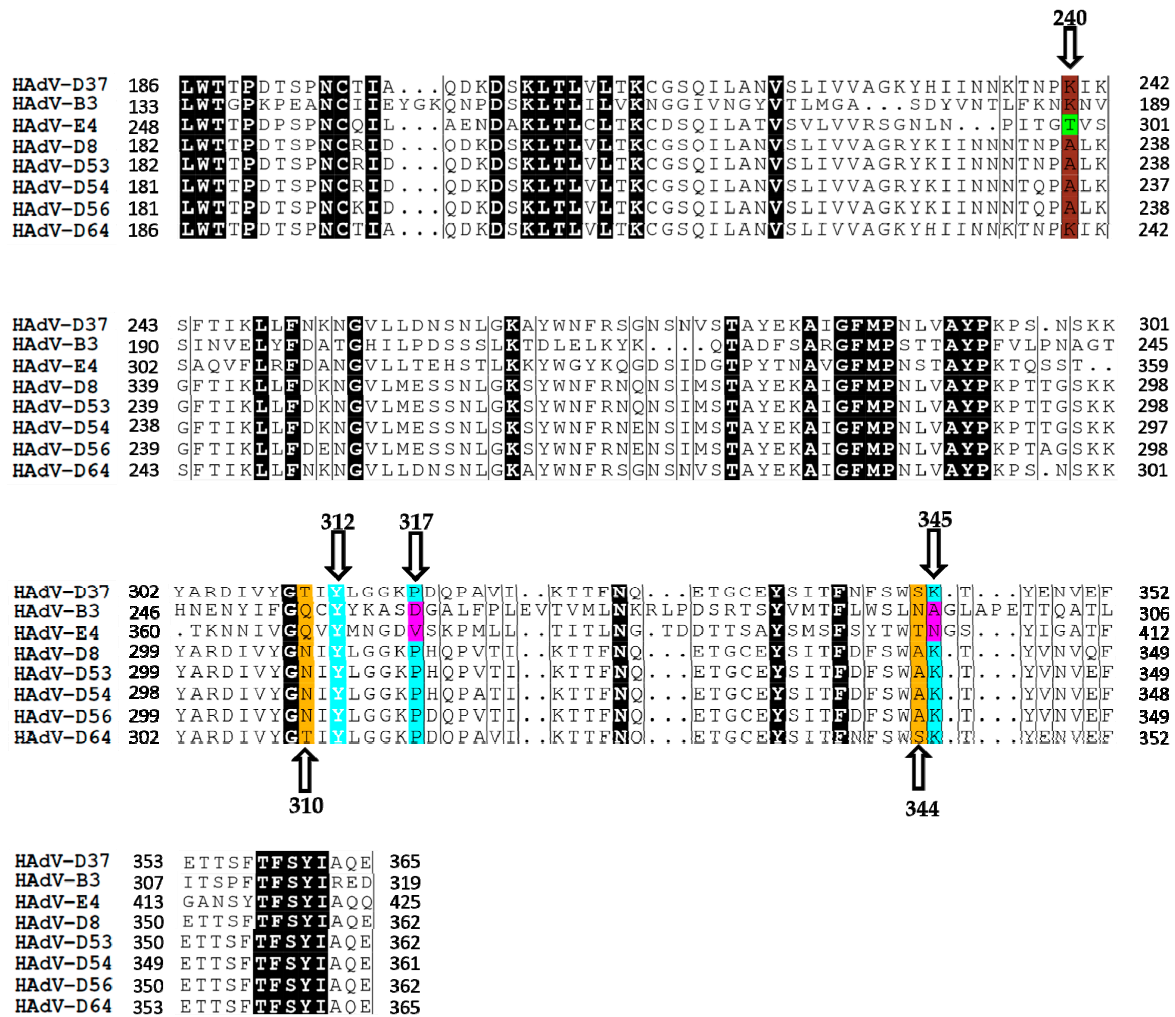 240
HAdV-D37 186 LWTTPDTSPNCTIA...QDKDSKLTLVLTKCGSQILANVSLIVVAGKYHIINNKTNPKIK 242
HAdV-B3 133 LWTGPKPEANCIIEYGKQNPDSKLTLILVKNGGIVNGYVTLMGA...SDYVNTLFKNKNV 189
HAdV-E4 248 LWTTPDPSPNCQIL...AENDAKLTLCLTKCDSQILATVSVLVVRSGNLN...PITGTVS 301
HAdV-D8 182 LWTTPDTSPNCRID...QDKDSKLTLVLTKCGSQILANVSLIVVAGRYKIINNNTNPALK 238
HAdV-D53 182 LWTTPDTSPNCRID...QDKDSKLTLVLTKCGSQILANVSLIVVAGRYKIINNNTNPALK 238
HAdV-D54 181 LWTTPDTSPNCRID...QDKDSKLTLVLTKCGSQILANVSLIVVAGRYKIINNNTQPALK 237
HAdV-D56 181 LWTTPDTSPNCKID...QDKDSKLTLVLTKCGSQILANVSLIVVAGKYKIINNNTQPALK 238
HAdV-D64 186 LWTTPDTSPNCTIA...QDKDSKLTLVLTKCGSQILANVSLIVVAGKYHIINNKTNPKIK 242
HAdV-D37 243 SFTIKLLFNKNGVLLDNSNLGKAYWNFRSGNSNVSTAYEKAIGFMPNLVAYPKPS.NSKK 301
HAdV-B3 190 SINVELYFDATGHILPDSSSLKTDLELKYK....QTADFSARGFMPSTTAYPFVLPNAGT 245
HAdV-E4 302 SAQVFLRFDANGVLLTEHSTLKKYWGYKQGDSIDGTPYTNAVGFMPNSTAYPKTQSST.. 359
HAdV-D8 339 GFTIKLLFDKNGVLMESSNLGKSYWNFRNQNSIMSTAYEKAIGFMPNLVAYPKPTTGSKK 298
HAdV-D53 239 GFTIKLLFDKNGVLMESSNLGKSYWNFRNQNSIMSTAYEKAIGFMPNLVAYPKPTTGSKK 298
HAdV-D54 238 GFTIKLLFDKNGVLMESSNLGKSYWNFRNENSIMSTAYEKAIGFMPNLVAYPKPTTGSKK 297
HAdV-D56 239 GFTIKLLFDENGVLMESSNLGKSYWNFRNENSIMSTAYEKAIGFMPNLVAYPKPTAGSKK 298
HAdV-D64 243 SFTIKLLFNKNGVLLDNSNLGKAYWNFRSGNSNVSTAYEKAIGFMPNLVAYPKPS.NSKK 301
312 317 345
HAdV-D37 302 YARDIVYGTIYLGGKPDQPAVI..KTTFNQ...ETGCEYSITFNFSWSK.T...YENVEF 352
HAdV-B3 246 HNENYIFGQCYYKASDGALFPLEVTVMLNKRLPDSRTSYVMTFLWSLNAGLAPETTQATL 306
HAdV-E4 360 .TKNNIVGQVYMNGDVSKPMLL..TITLNG.TDDTTSAYSMSFSYTWTNGS...YIGATF 412
HAdV-D8 299 YARDIVYGNIYLGGKPHQPVTI..KTTFNQ...ETGCEYSITFDFSWAK.T...YVNVQF 349
HAdV-D53 299 YARDIVYGNIYLGGKPHQPVTI..KTTFNQ...ETGCEYSITFDFSWAK.T...YVNVEF 349
HAdV-D54 298 YARDIVYGNIYLGGKPHQPATI..KTTFNQ...ETGCEYSITFDFSWAK.T...YVNVEF 348
HAdV-D56 299 YARDIVYGNIYLGGKPDQPVTI..KTTFNQ...ETGCEYSITFDFSWAK.T...YVNVEF 349
HAdV-D64 302 YARDIVYGTIYLGGKPDQPAVI..KTTFNQ...ETGCEYSITFNFSWSK.T...YENVEF 352
310 344
HAdV-D37 353 ETTSFTFSYIAQE 365
HAdV-B3 307 ITSPFTFSYIRED 319
HAdV-E4 413 GANSYTFSYIAQQ 425
HAdV-D8 350 ETTSFTFSYIAQE 362
HAdV-D53 350 ETTSFTFSYIAQE 362
HAdV-D54 349 ETTSFTFSYIAQE 361
HAdV-D56 350 ETTSFTFSYIAQE 362
HAdV-D64 353 ETTSFTFSYIAQE 365